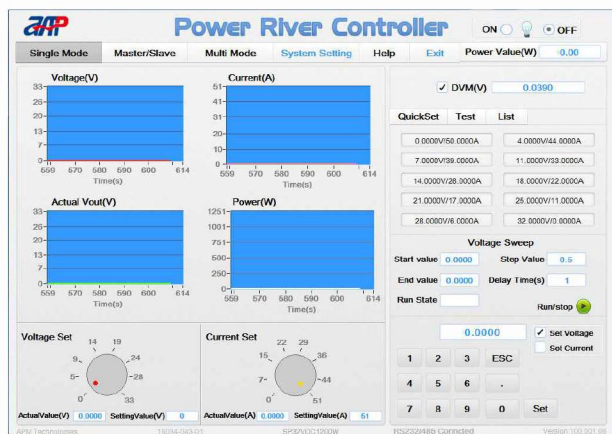 Power River Controller
ON OFF
Single Mode Master/Slave Multi Mode System Setting Help Exit Power Value(W) -0.00
Voltage(V) Current(A)
33 26 20 13 7 0
51 41 31 20 10 0
559 570 580 590 600 614
Time(s)
559 570 580 590 600 614
Time(s)
Actual Vout(V) Power(W)
33 26 20 13 7 0
1251 1001 751 500 250 0
559 570 580 590 600 614
Time(s)
559 570 580 590 600 614
Time(s)
DVM(V) 0.0390
QuickSet Test List
0.0000V/50.0000A 4.0000V/44.0000A
7.0000V/39.0000A 11.0000V/33.0000A
14.0000V/28.0000A 18.0000V/22.0000A
21.0000V/17.0000A 25.0000V/11.0000A
28.0000V/6.0000A 32.0000V/0.0000A
Voltage Sweep
Start value 0.0000 Step Value 0.5
End value 0.0000 Delay Time(s) 1
Run State
Run/stop
Voltage Set
0 5 9 14 19 24 28 33
ActualValue(V) 0.0000 SettingValue(V) 0
Current Set
0 7 15 22 29 36 44 51
ActualValue(A) 0.0000 SettingValue(A) 51
0.0000
Set Voltage
Set Current
1 2 3 ESC
4 5 6 .
7 8 9 0 Set
SP32VDC1200W RS232/485 Connected